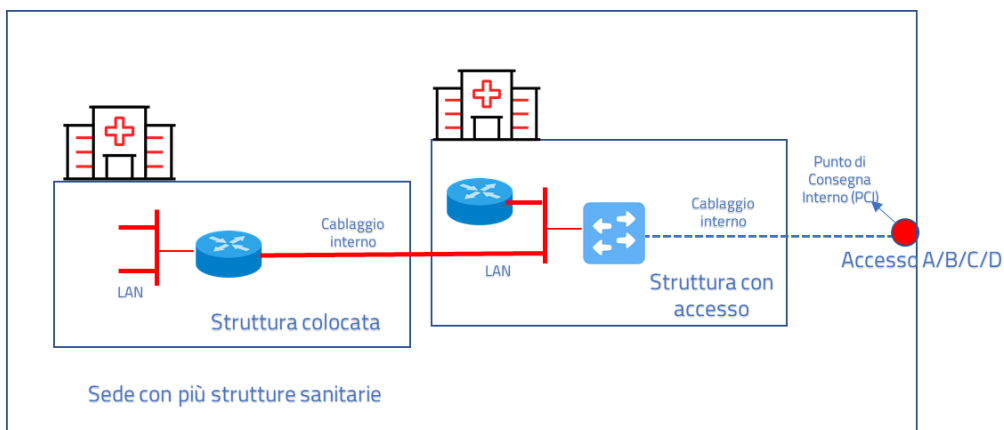 Punto di
Consegna
Interno (PCI)
Cablaggio
interno
Cablaggio
interno
Accesso A/B/C/D
LAN
LAN
Struttura con
accesso
Struttura colocata
Sede con più strutture sanitarie